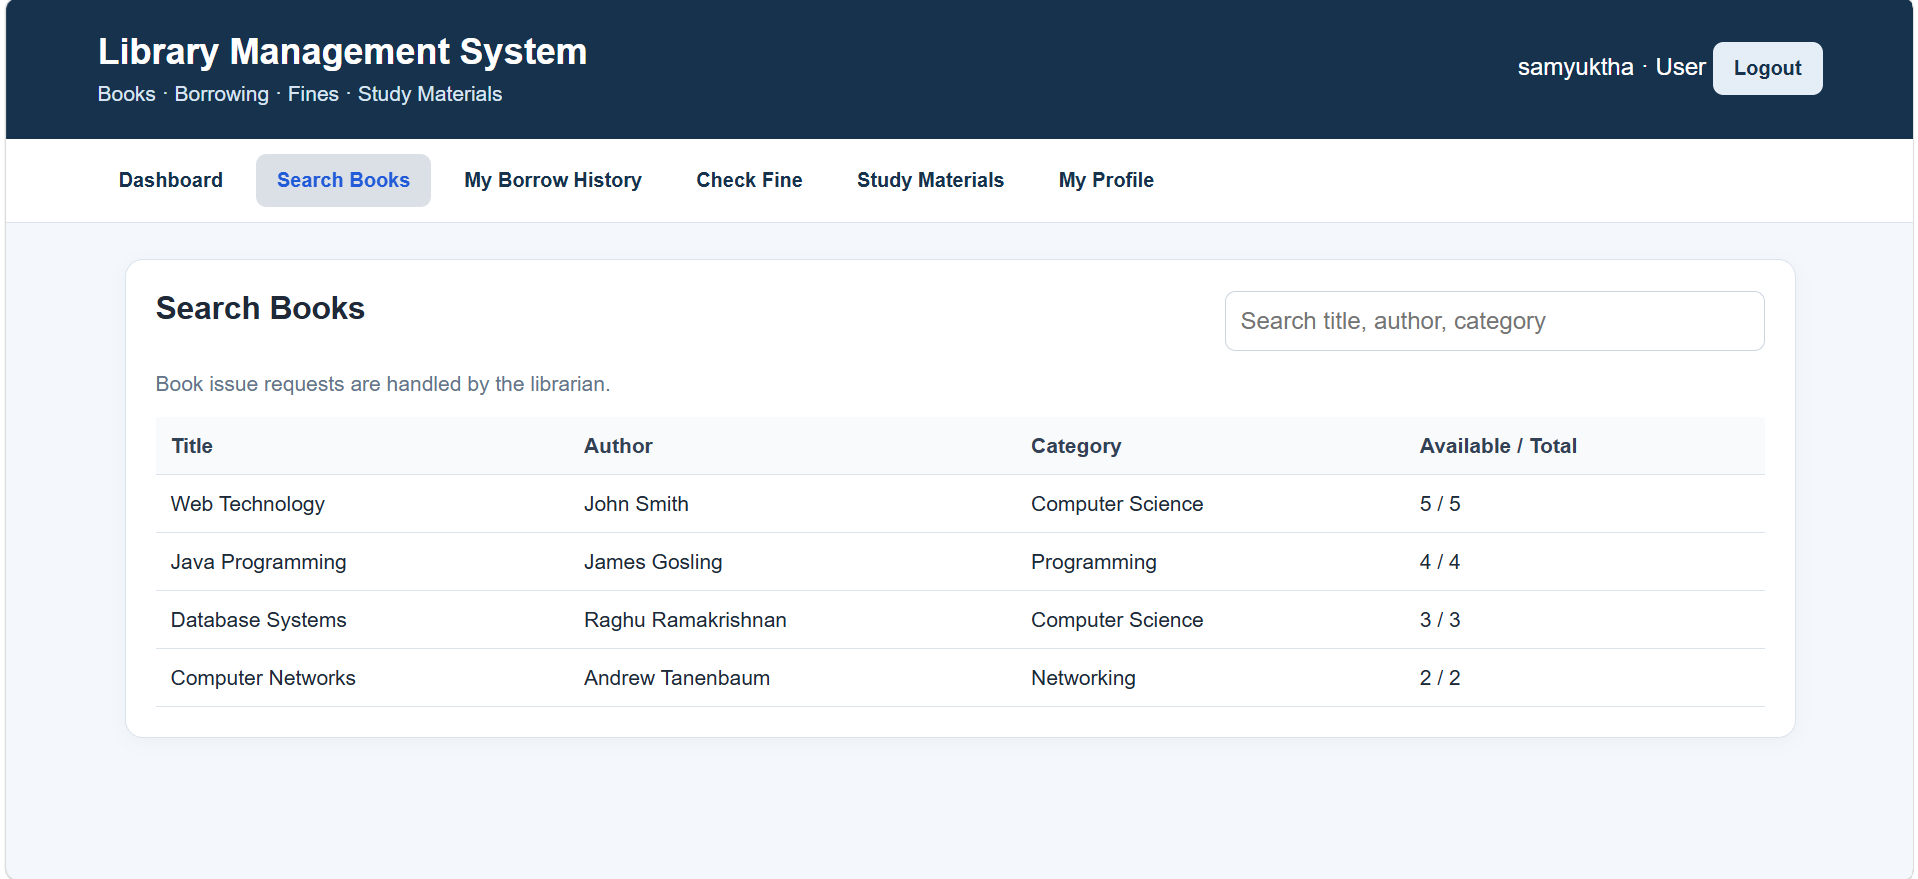 Library Management System
Books · Borrowing · Fines · Study Materials
samyuktha · User Logout
Dashboard Search Books My Borrow History Check Fine Study Materials My Profile
Search Books
Search title, author, category
Book issue requests are handled by the librarian.
Title Author Category Available / Total
Web Technology John Smith Computer Science 5 / 5
Java Programming James Gosling Programming 4 / 4
Database Systems Raghu Ramakrishnan Computer Science 3 / 3
Computer Networks Andrew Tanenbaum Networking 2 / 2